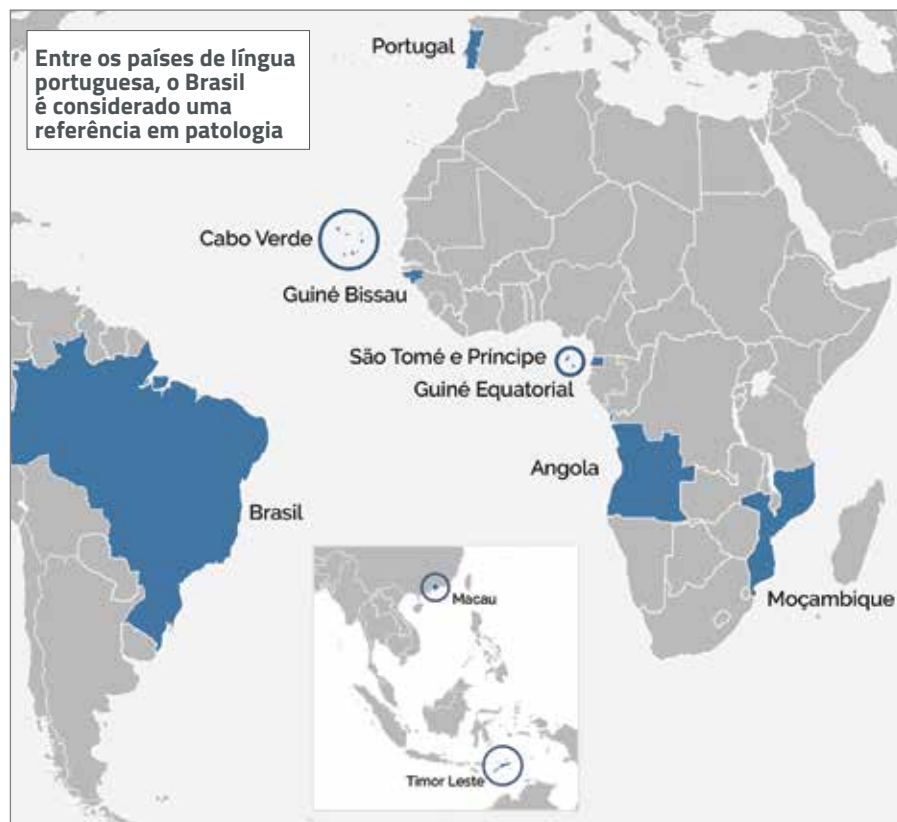 Entre os países de língua
portuguesa, o Brasil
é considerado uma
referência em patologia
Portugal
Cabo Verde
Guiné Bissau
São Tomé e Príncipe
Guiné Equatorial
Angola
Brasil
Moçambique
Macau
Timor Leste